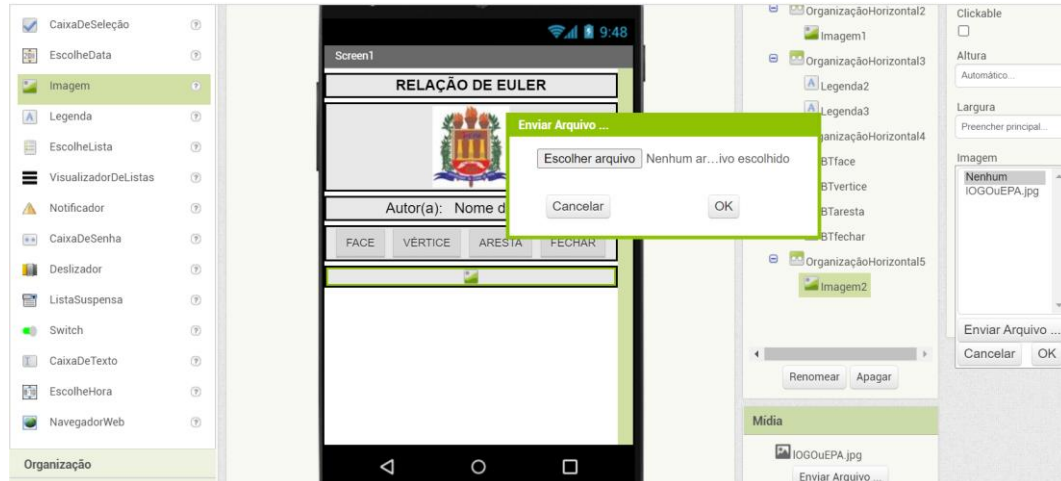 CaixaDeSeleção
EscolheData
Imagem
Legenda
EscolheLista
VisualizadorDeListas
Notificador
CaixaDeSenha
Deslizador
ListaSuspensa
Switch
CaixaDeTexto
EscolheHora
NavegadorWeb
Organização
9:48
Screen1
RELAÇÃO DE EULER
Autor(a): Nome d
FACE VÉRTICE ARESTA FECHAR
Enviar Arquivo ...
Escolher arquivo Nenhum ar...ivo escolhido
Cancelar OK
OrganizaçãoHorizontal2
Imagem1
OrganizaçãoHorizontal3
Legenda2
Legenda3
ganizaçãoHorizontal4
BTface
BTvertice
BTaresta
BTfechar
OrganizaçãoHorizontal5
Imagem2
Renomear Apagar
Mídia
lOGOuEPA.jpg
Enviar Arquivo ...
Clickable
Altura
Automático...
Largura
Preencher principal...
Imagem
Nenhum
lOGOuEPA.jpg
Enviar Arquivo ...
Cancelar OK